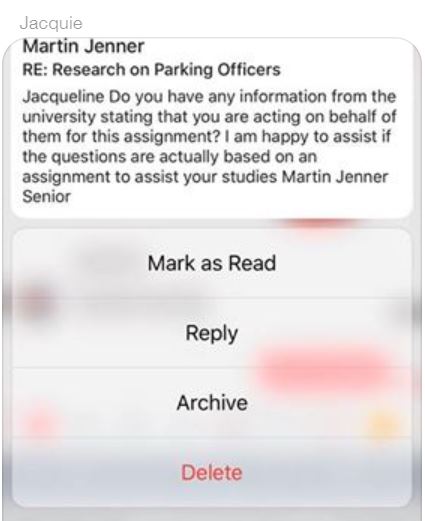 Jacquie
Martin Jenner
RE: Research on Parking Officers
Jacqueline Do you have any information from the
university stating that you are acting on behalf of
them for this assignment? I am happy to assist if
the questions are actually based on an
assignment to assist your studies Martin Jenner
Senior
Mark as Read
Reply
Archive
Delete